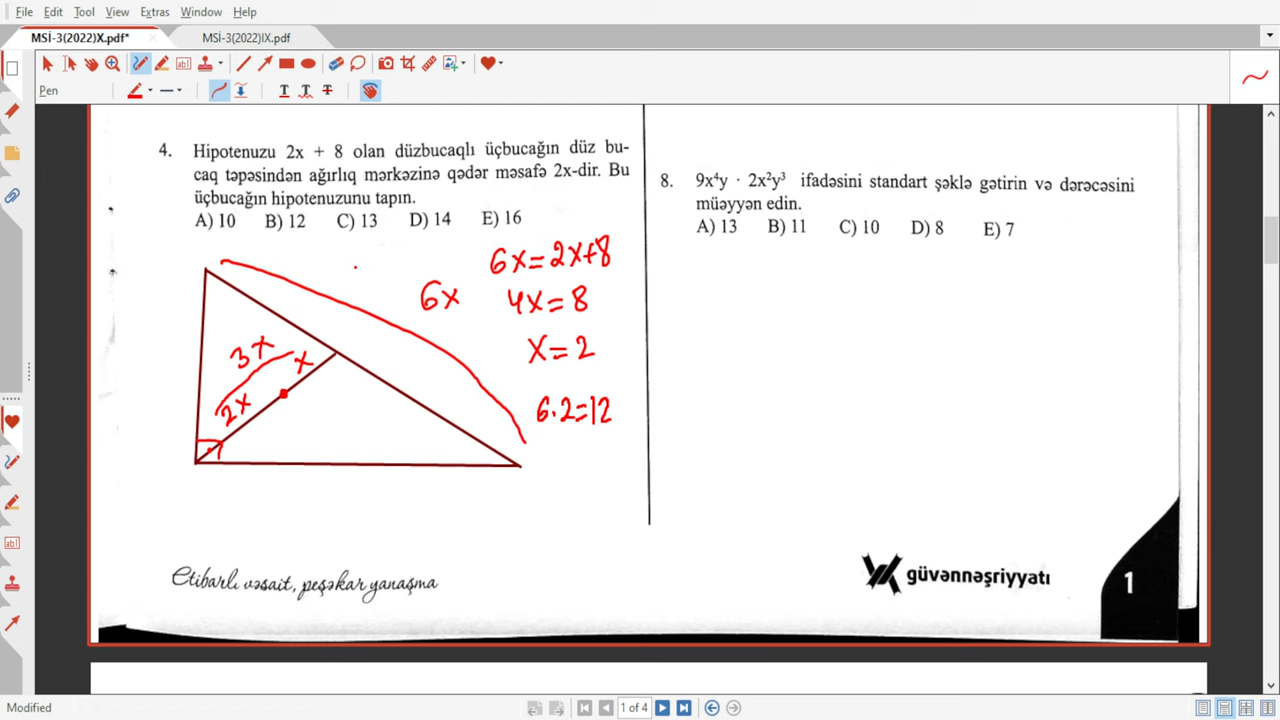 File Edit Tool View Extras Window Help
MSİ-3(2022)X.pdf*
MSİ-3(2022)IX.pdf
Pen
4. Hipotenuzu 2x + 8 olan düzbucaqlı üçbucağın düz bu-
caq təpəsindən ağırlıq mərkəzinə qədər məsafə 2x-dir. Bu
üçbucağın hipotenuzunu tapın.
A) 10 B) 12 C) 13 D) 14 E) 16
6x=2x+8
6x
4x=8
x=2
6·2=12
3x
x
2x
8. 9x⁴y · 2x²y³ ifadəsini standart şəklə gətirin və dərəcəsini
müəyyən edin.
A) 13 B) 11 C) 10 D) 8 E) 7
Etibarlı vəsait, peşəkar yanaşma
güvənnəşriyyatı
1
Modified
1 of 4